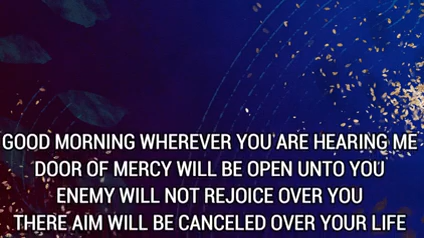 GOOD MORNING WHEREVER YOU ARE HEARING ME
DOOR OF MERCY WILL BE OPEN UNTO YOU
ENEMY WILL NOT REJOICE OVER YOU
THERE AIM WILL BE CANCELED OVER YOUR LIFE